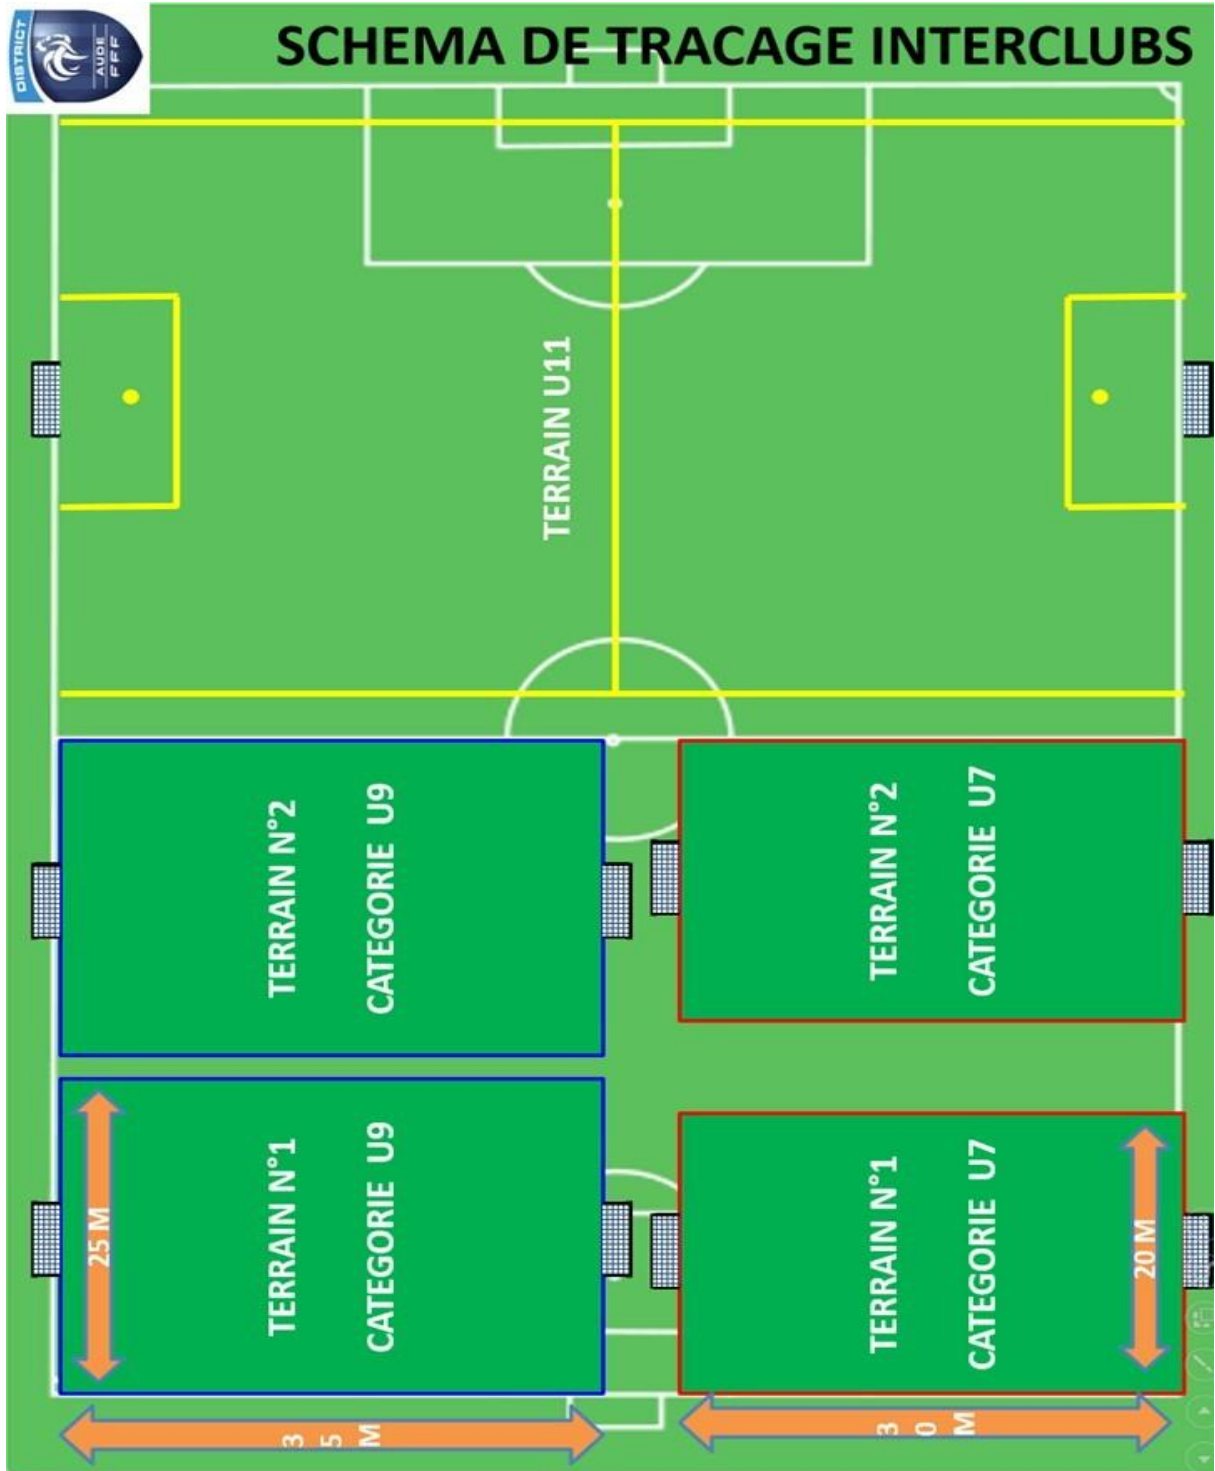 DISTRICT
AUDE
FFF
SCHEMA DE TRACAGE INTERCLUBS
TERRAIN U11
TERRAIN N°2
CATEGORIE U9
TERRAIN N°2
CATEGORIE U7
TERRAIN N°1
CATEGORIE U9
25 M
TERRAIN N°1
CATEGORIE U7
20 M
35 M
30 M